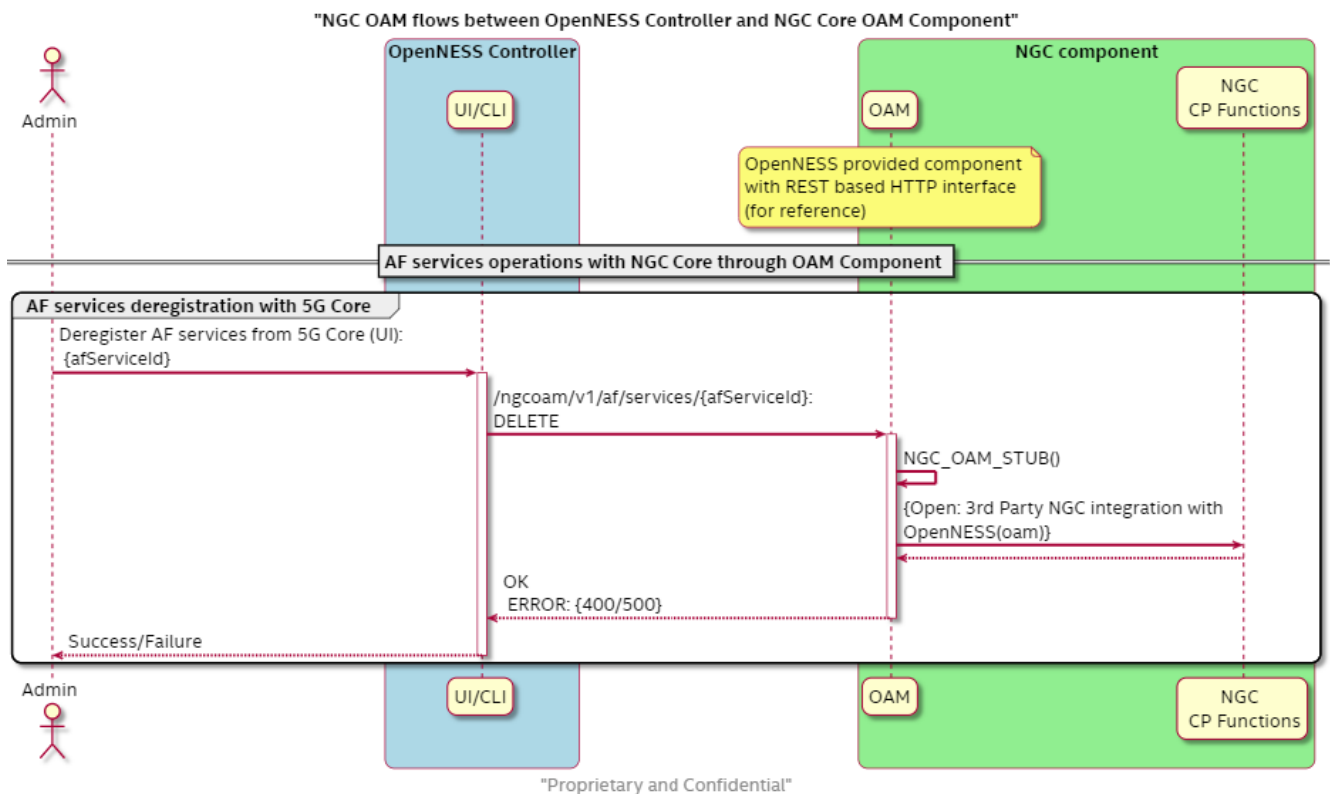 "NGC OAM flows between OpenNESS Controller and NGC Core OAM Component"
OpenNESS Controller
NGC component
Admin
UI/CLI
OAM
NGC
CP Functions
OpenNESS provided component
with REST based HTTP interface
(for reference)
AF services operations with NGC Core through OAM Component
AF services deregistration with 5G Core
Deregister AF services from 5G Core (UI):
{afServiceId}
/ngcoam/v1/af/services/{afServiceId}:
DELETE
NGC_OAM_STUB()
{Open: 3rd Party NGC integration with
OpenNESS(oam)}
OK
ERROR: {400/500}
Success/Failure
Admin
UI/CLI
OAM
NGC
CP Functions
"Proprietary and Confidential"